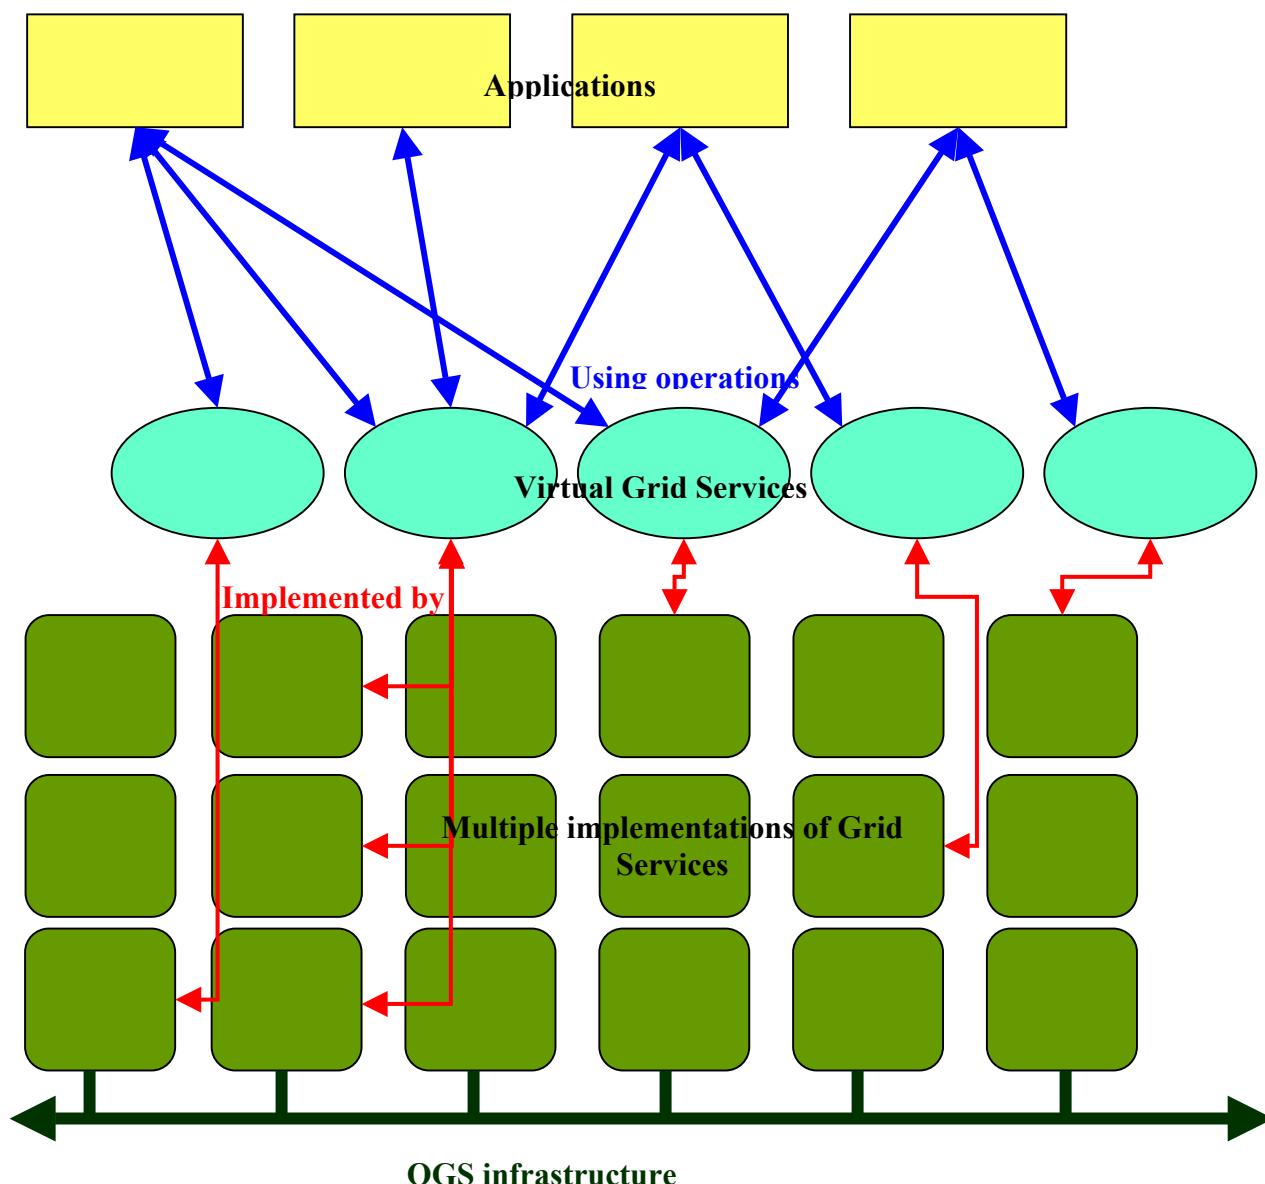 Applications
Using operations
Virtual Grid Services
Implemented by
Multiple implementations of Grid
Services
OGS infrastructure